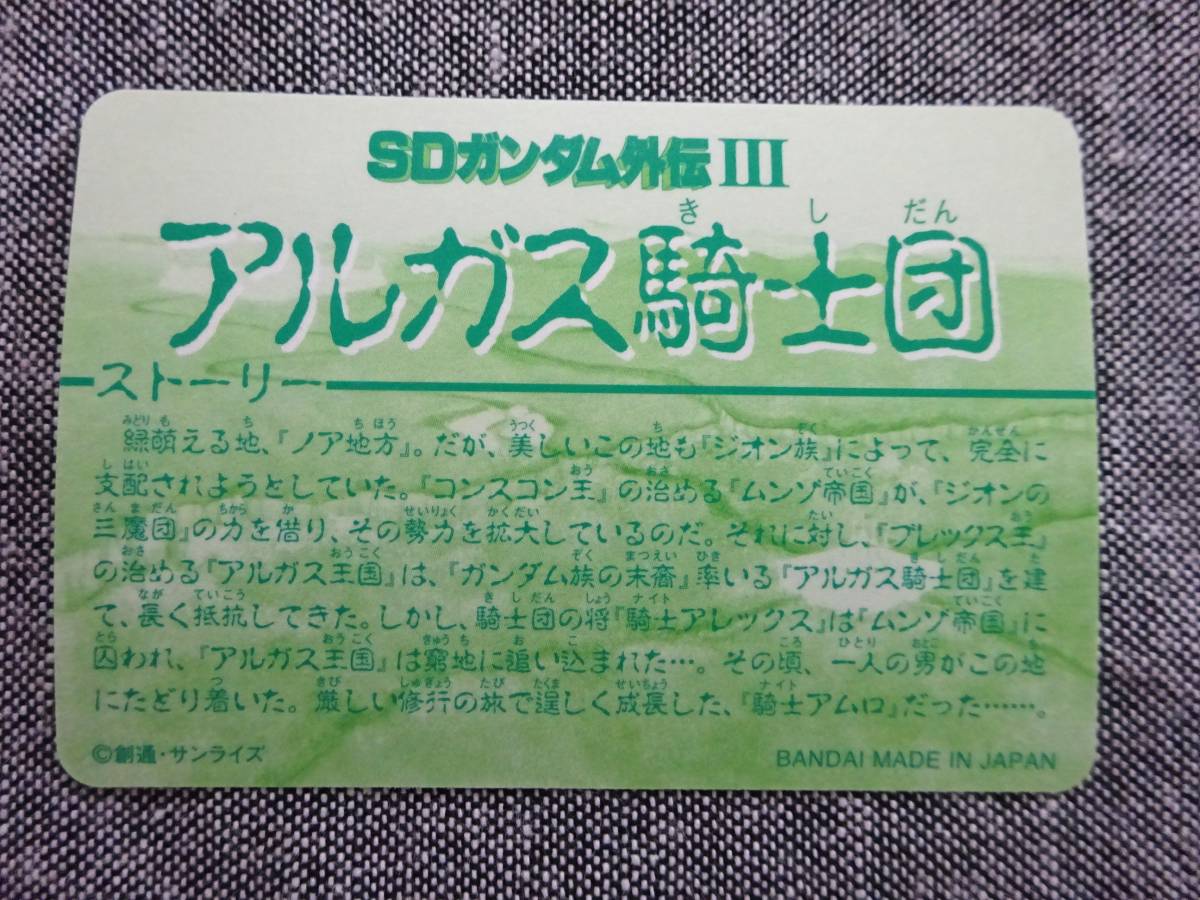 SDガンダム外伝III
きしだん
アルガス騎士団
ストーリー
緑萌える地、『ノア地方』。だが、美しいこの地も『ジオン族』によって、完全に
支配されようとしていた。『コンスコン王』の治める『ムンゾ帝国』が、『ジオンの
三魔団』の力を借り、その勢力を拡大しているのだ。それに対し、『ブレックス王』
の治める『アルガス王国』は、『ガンダム族の末裔』率いる『アルガス騎士団』を建
て、長く抵抗してきた。しかし、騎士団の将『騎士アレックス』は『ムンゾ帝国』に
囚われ、『アルガス王国』は窮地に追い込まれた…。その頃、一人の男がこの地
にたどり着いた。厳しい修行の旅で逞しく成長した、『騎士アムロ』だった……。
©創通・サンライズ
BANDAI MADE IN JAPAN